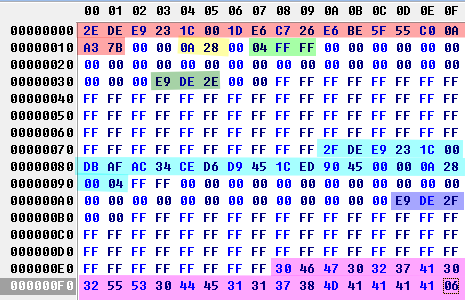 00 01 02 03 04 05 06 07 08 09 0A 0B 0C 0D 0E 0F
00000000 2E DE E9 23 1C 00 1D E6 C7 26 E6 BE 5F 55 C0 0A
00000010 A3 7B 00 00 0A 28 00 04 FF FF 00 00 00 00 00 00
00000020 00 00 00 00 00 00 00 00 00 00 00 00 00 00 00 00
00000030 00 00 00 E9 DE 2E 00 00 00 00 00 00 00 00 00 00
00000040 FF FF FF FF FF FF FF FF FF FF FF FF FF FF FF FF
00000050 FF FF FF FF FF FF FF FF FF FF FF FF FF FF FF FF
00000060 FF FF FF FF FF FF FF FF FF FF FF FF FF FF FF FF
00000070 FF FF FF FF FF FF FF FF FF FF 2F DE E9 23 1C 00
00000080 DB AF AC 34 CE D6 D9 45 1C ED 90 45 00 00 0A 28
00000090 00 04 FF FF 00 00 00 00 00 00 00 00 00 00 00 00
000000A0 00 00 00 00 00 00 00 00 00 00 00 00 00 E9 DE 2F
000000B0 00 00 FF FF FF FF FF FF FF FF FF FF FF FF FF FF
000000C0 FF FF FF FF FF FF FF FF FF FF FF FF FF FF FF FF
000000D0 FF FF FF FF FF FF FF FF FF FF FF FF FF FF FF FF
000000E0 FF FF FF FF FF FF FF FF 30 46 47 30 32 37 41 30
000000F0 32 55 53 30 44 45 31 31 37 38 4D 41 41 41 41 06